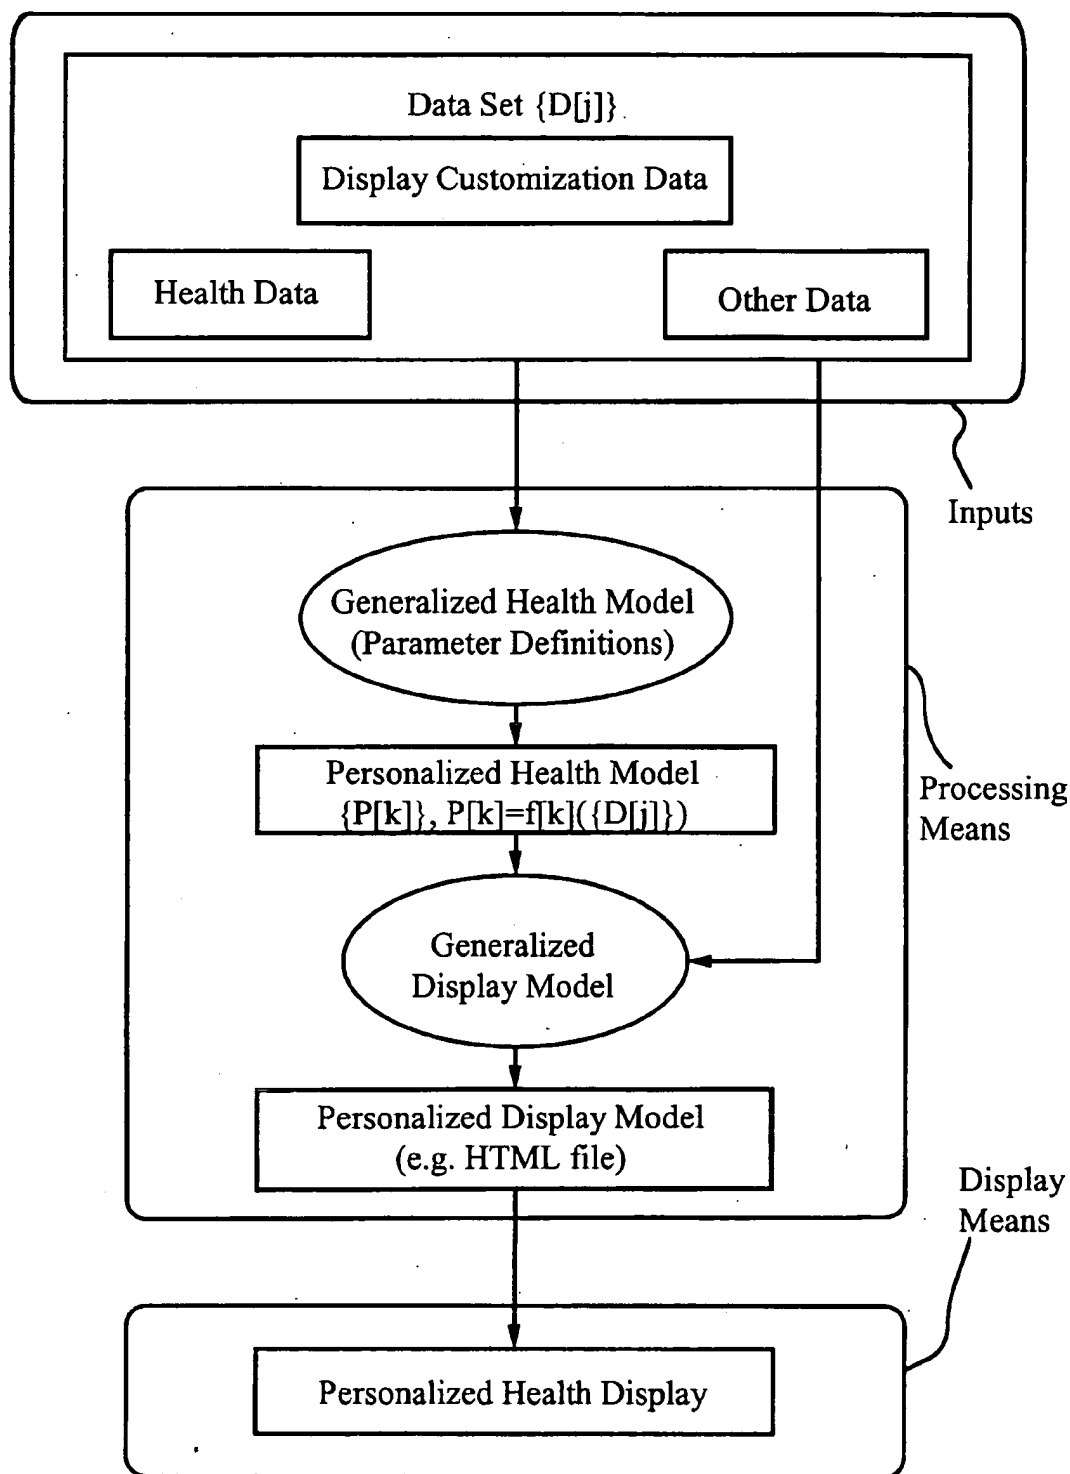 Data Set {D[j]}
Display Customization Data
Health Data
Other Data
Inputs
Generalized Health Model
(Parameter Definitions)
Personalized Health Model
{P[k]}, P[k]=f[k]({D[j]})
Processing
Means
Generalized
Display Model
Personalized Display Model
(e.g. HTML file)
Display
Means
Personalized Health Display